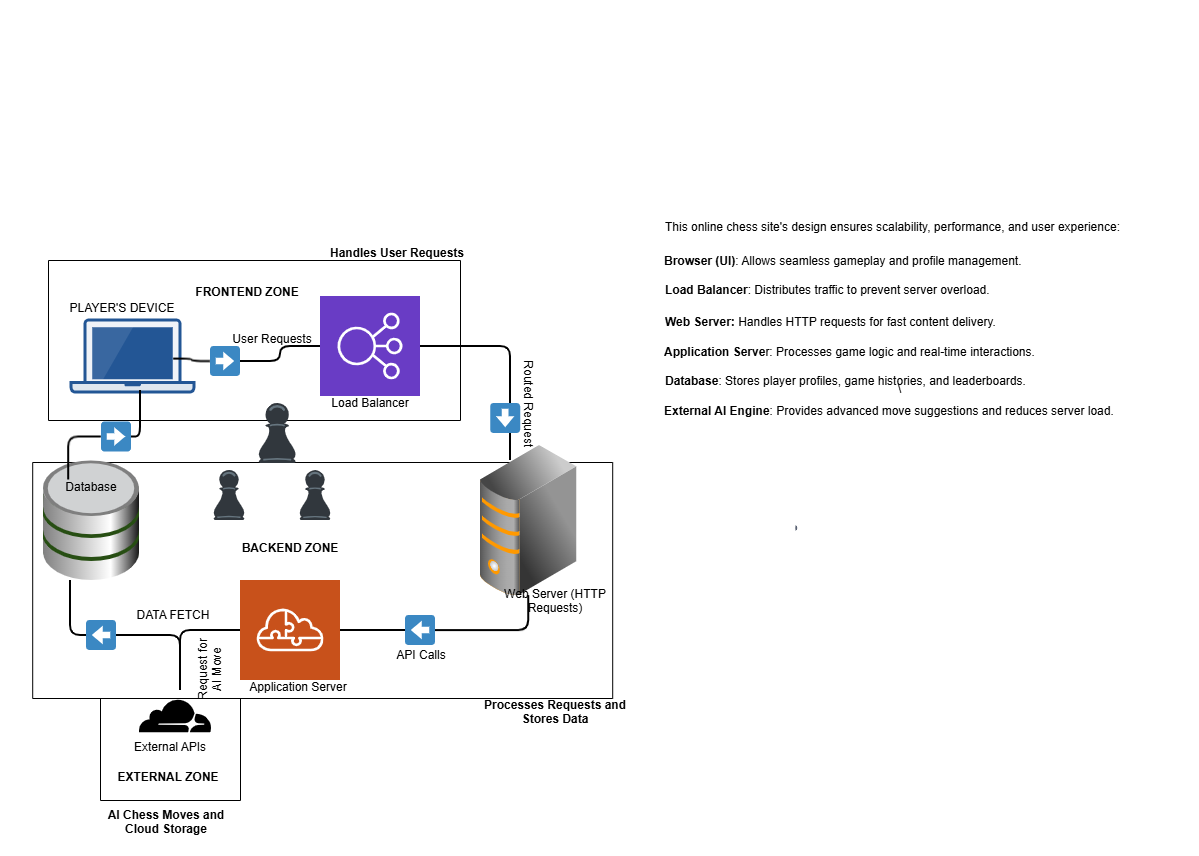 This online chess site's design ensures scalability, performance, and user experience:
Browser (UI): Allows seamless gameplay and profile management.
Load Balancer: Distributes traffic to prevent server overload.
Web Server: Handles HTTP requests for fast content delivery.
Application Server: Processes game logic and real-time interactions.
Database: Stores player profiles, game histories, and leaderboards.
External AI Engine: Provides advanced move suggestions and reduces server load.
Handles User Requests
FRONTEND ZONE
PLAYER'S DEVICE
User Requests
Load Balancer
Routed Request
Database
BACKEND ZONE
Web Server (HTTP
Requests)
DATA FETCH
API Calls
Request for
AI Move
Application Server
Processes Requests and
Stores Data
External APIs
EXTERNAL ZONE
AI Chess Moves and
Cloud Storage